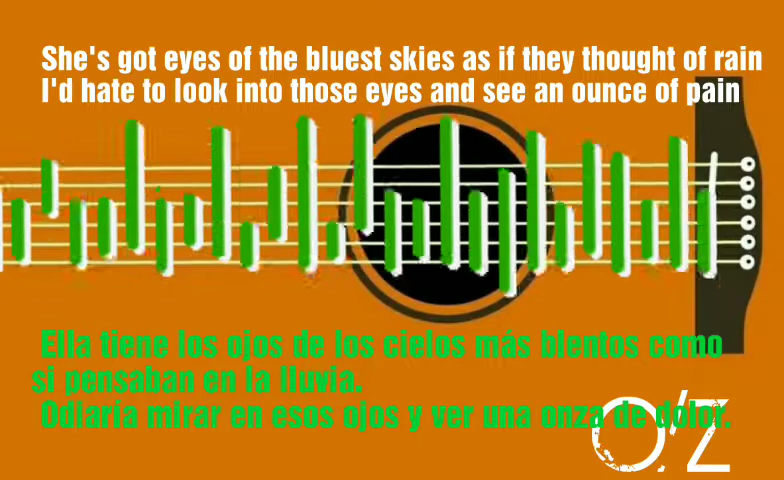 She's got eyes of the bluest skies as if they thought of rain
I'd hate to look into those eyes and see an ounce of pain
Ella tiene los ojos de los cielos más blentos como
si pensaban en la lluvia.
Odiaría mirar en esos ojos y ver una onza de dolor.
O'Z